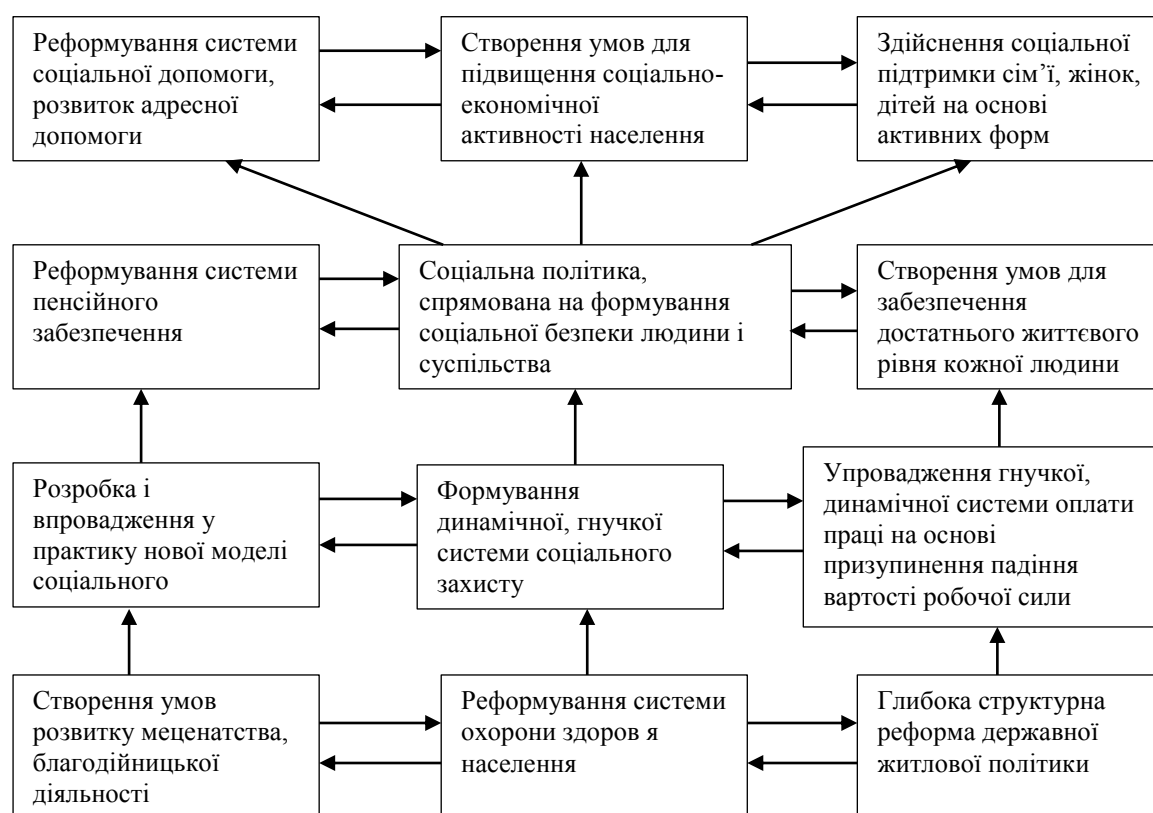 Реформування системи
соціальної допомоги,
розвиток адресної
допомоги
Створення умов для
підвищення соціально-
економічної
активності населення
Здійснення соціальної
підтримки сім’ї, жінок,
дітей на основі
активних форм
Реформування системи
пенсійного
забезпечення
Соціальна політика,
спрямована на формування
соціальної безпеки людини і
суспільства
Створення умов для
забезпечення
достатнього життєвого
рівня кожної людини
Розробка і
впровадження у
практику нової моделі
соціального
Формування
динамічної, гнучкої
системи соціального
захисту
Упровадження гнучкої,
динамічної системи оплати
праці на основі
призупинення падіння
вартості робочої сили
Створення умов
розвитку меценатства,
благодійницької
діяльності
Реформування системи
охорони здоров я
населення
Глибока структурна
реформа державної
житлової політики